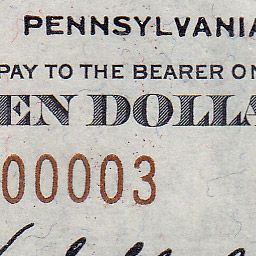 PENNSYLVANIA
PAY TO THE BEARER ON
EN DOLLA
00003